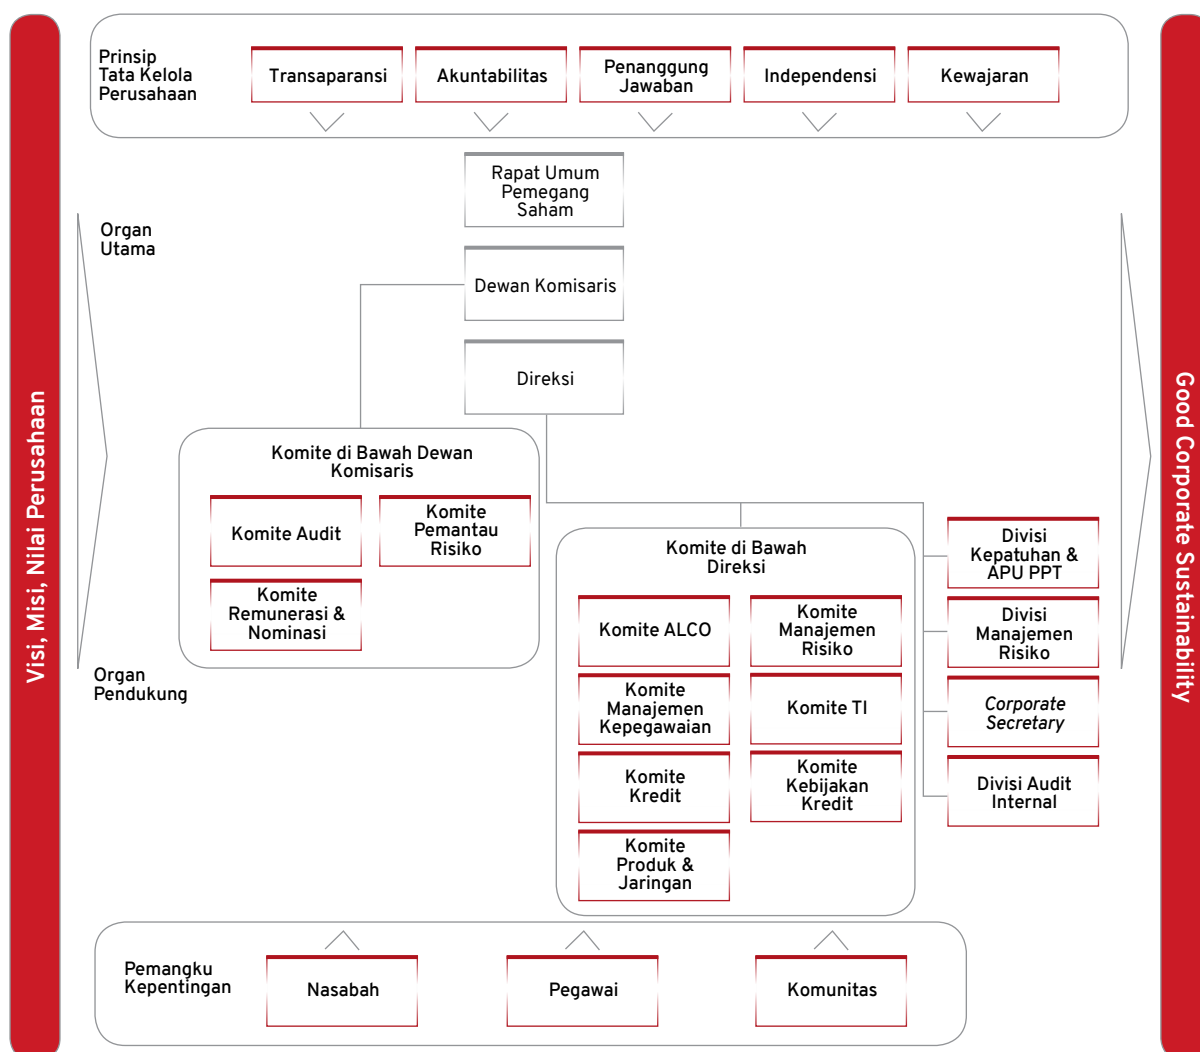 Visi, Misi, Nilai Perusahaan
Prinsip
Tata Kelola
Perusahaan
Transaparansi
Akuntabilitas
Penanggung
Jawaban
Independensi
Kewajaran
Organ
Utama
Rapat Umum
Pemegang
Saham
Dewan Komisaris
Direksi
Komite di Bawah Dewan
Komisaris
Komite Audit
Komite
Pemantau
Risiko
Komite
Remunerasi &
Nominasi
Organ
Pendukung
Komite di Bawah
Direksi
Komite ALCO
Komite
Manajemen
Risiko
Komite
Manajemen
Kepegawaian
Komite TI
Komite
Kredit
Komite
Kebijakan
Kredit
Komite
Produk &
Jaringan
Divisi
Kepatuhan &
APU PPT
Divisi
Manajemen
Risiko
Corporate
Secretary
Divisi Audit
Internal
Pemangku
Kepentingan
Nasabah
Pegawai
Komunitas
Good Corporate Sustainability